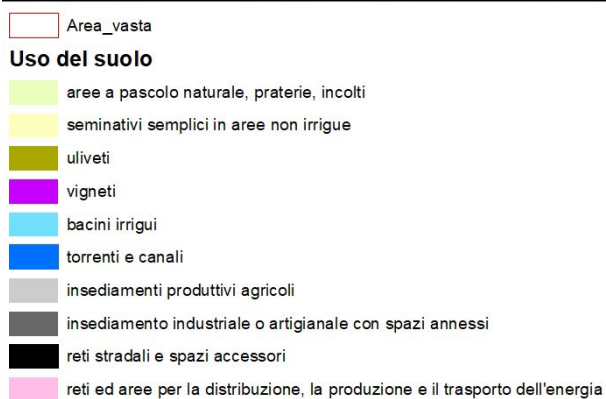 Area_vasta
Uso del suolo
aree a pascolo naturale, praterie, incolti
seminativi semplici in aree non irrigue
uliveti
vigneti
bacini irrigui
torrenti e canali
insediamenti produttivi agricoli
insediamento industriale o artigianale con spazi annessi
reti stradali e spazi accessori
reti ed aree per la distribuzione, la produzione e il trasporto dell'energia